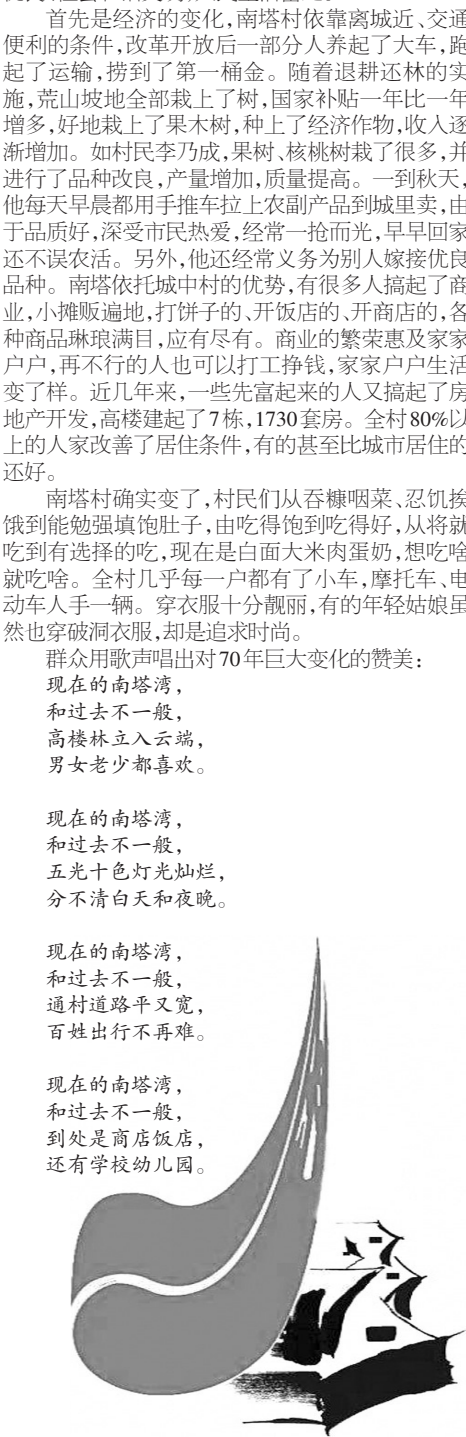 首先是经济的变化,南塔村依靠离城近、交通
便利的条件,改革开放后一部分人养起了大车,跑
起了运输,捞到了第一桶金。随着退耕还林的实
施,荒山坡地全部栽上了树,国家补贴一年比一年
增多,好地栽上了果木树,种上了经济作物,收入逐
渐增加。如村民李乃成,果树、核桃树栽了很多,并
进行了品种改良,产量增加,质量提高。一到秋天,
他每天早晨都用手推车拉上农副产品到城里卖,由
于品质好,深受市民热爱,经常一抢而光,早早回家
还不误农活。另外,他还经常义务为别人嫁接优良
品种。南塔依托城中村的优势,有很多人搞起了商
业,小摊贩遍地,打饼子的、开饭店的、开商店的,各
种商品琳琅满目,应有尽有。商业的繁荣惠及家家
户户,再不行的人也可以打工挣钱,家家户户生活
变了样。近几年来,一些先富起来的人又搞起了房
地产开发,高楼建起了7栋,1730套房。全村80%以
上的人家改善了居住条件,有的甚至比城市居住的
还好。
南塔村确实变了,村民们从吞糠咽菜、忍饥挨
饿到能勉强填饱肚子,由吃得饱到吃得好,从将就
吃到有选择的吃,现在是白面大米肉蛋奶,想吃啥
就吃啥。全村几乎每一户都有了小车,摩托车、电
动车人手一辆。穿衣服十分靓丽,有的年轻姑娘虽
然也穿破洞衣服,却是追求时尚。
群众用歌声唱出对70年巨大变化的赞美:
现在的南塔湾,
和过去不一般,
高楼林立入云端,
男女老少都喜欢。
现在的南塔湾,
和过去不一般,
五光十色灯光灿烂,
分不清白天和夜晚。
现在的南塔湾,
和过去不一般,
通村道路平又宽,
百姓出行不再难。
现在的南塔湾,
和过去不一般,
到处是商店饭店,
还有学校幼儿园。